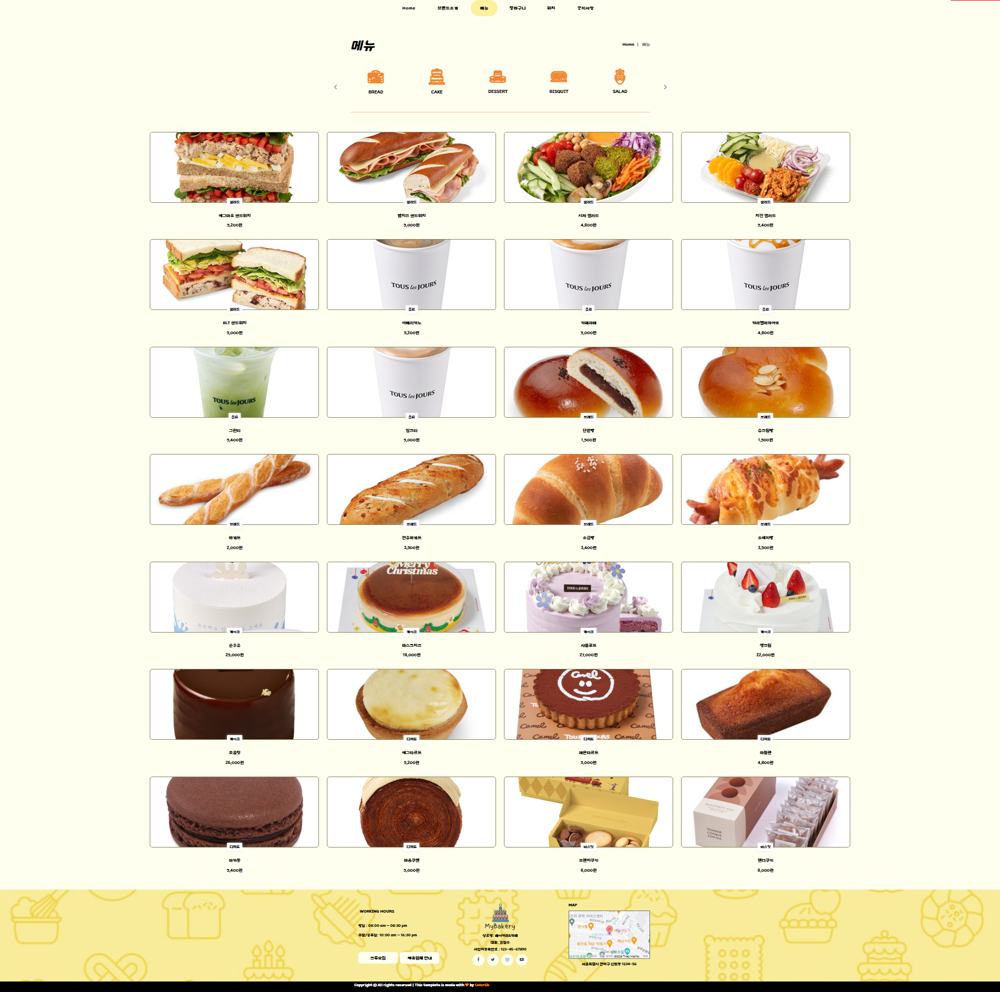 Home 브랜드소개 메뉴 장바구니 위치 공지사항
메뉴
Home | 메뉴
BREAD CAKE DESSERT BISQUIT SALAD
샐러드 샐러드 샐러드 샐러드
에그마요 샌드위치 햄치즈 샌드위치 시저 샐러드 치킨 샐러드
5,200원 5,000원 4,800원 5,400원
TOUS les JOURS TOUS les JOURS TOUS les JOURS
샐러드 음료 음료 음료
BLT 샌드위치 아메리카노 카페라떼 캬라멜마끼아또
5,000원 5,200원 5,000원 4,800원
TOUS les JOURS TOUS les JOURS
음료 음료 브레드 브레드
그린티 밀크티 단팥빵 슈크림빵
5,400원 5,000원 1,500원 1,500원
브레드 브레드 브레드 브레드
바게트 연유바게트 소금빵 소세지빵
2,000원 3,500원 3,400원 3,500원
Merry Christmas
TOUS les JOURS TOUS les JOURS
케이크 케이크 케이크 케이크
순우유 바스크치즈 샤를로트 생크림
25,000원 18,000원 27,000원 22,000원
Camel
Camel Camel Camel
Camel Camel
케이크 디저트 디저트 디저트
초콜릿 에그타르트 레몬타르트 마들렌
26,000원 5,200원 5,000원 4,800원
TENDER
COOKIE
COCOA
디저트 디저트 비스킷 비스킷
마카롱 바움쿠헨 프렌치쿠키 텐더쿠키
5,400원 5,000원 8,000원 8,000원
WORKING HOURS
평일 : 08:00 am – 08:30 pm
주말/공휴일: 10:00 am – 16:30 pm
크루모집 제휴업체 안내
MyBakery
상호명: 베이커리&카페
대표: 김철수
사업자등록번호 : 123-45-67890
MAP
Google
서울특별시 관악구 신림동 1234-56
Copyright © All rights reserved | This template is made with by Colorlib